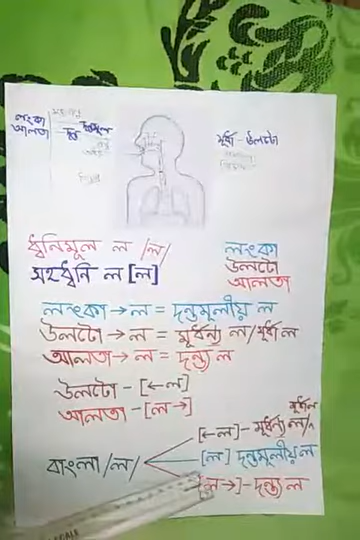 লংকা
আলতা
মূর্ধা - উলটো
ধ্বনিমূল ল /ল/ লংকা
সহধ্বনি ল [ল] উলটো
আলতা
লংকা → ল = দন্তমূলীয় ল
উলটো → ল = মূর্ধন্য ল/মূর্ধা ল
আলতা → ল = দন্ত্য ল
উলটো - [←ল]
আলতা - [ল→]
[←ল] - মূর্ধন্য ল/
বাংলা /ল/ [ল] দন্তমূলীয় ল
[ল→] - দন্ত্য ল